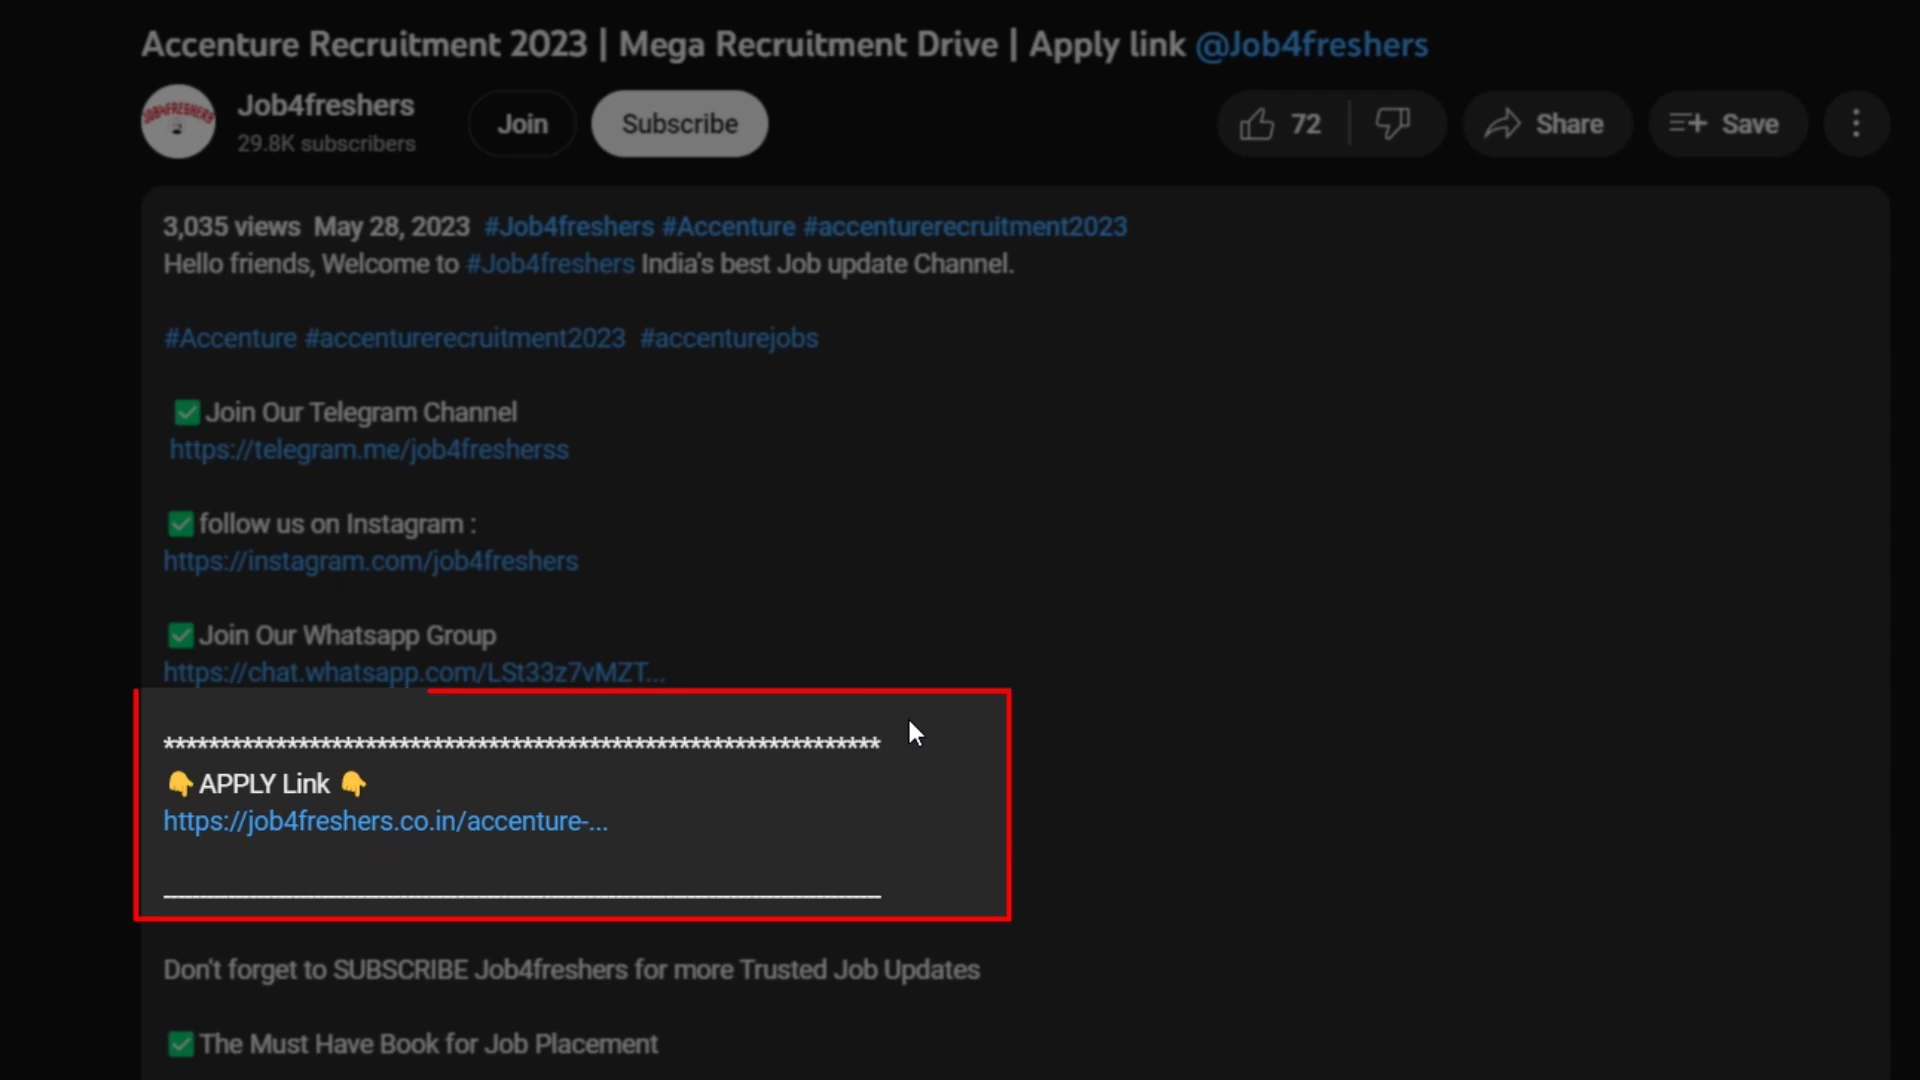 Accenture Recruitment 2023 | Mega Recruitment Drive | Apply link @Job4freshers
JOB4FRESHERS
Job4freshers
29.8K subscribers
Join
Subscribe
72
Share
Save
3,035 views May 28, 2023 #Job4freshers #Accenture #accenturerecruitment2023
Hello friends, Welcome to #Job4freshers India's best Job update Channel.
#Accenture #accenturerecruitment2023 #accenturejobs
✅Join Our Telegram Channel
https://telegram.me/job4fresherss
✅follow us on Instagram :
https://instagram.com/job4freshers
✅Join Our Whatsapp Group
https://chat.whatsapp.com/LSt33z7vMZT...
****************************************************************
👇APPLY Link 👇
https://job4freshers.co.in/accenture-...
Don't forget to SUBSCRIBE Job4freshers for more Trusted Job Updates
✅The Must Have Book for Job Placement